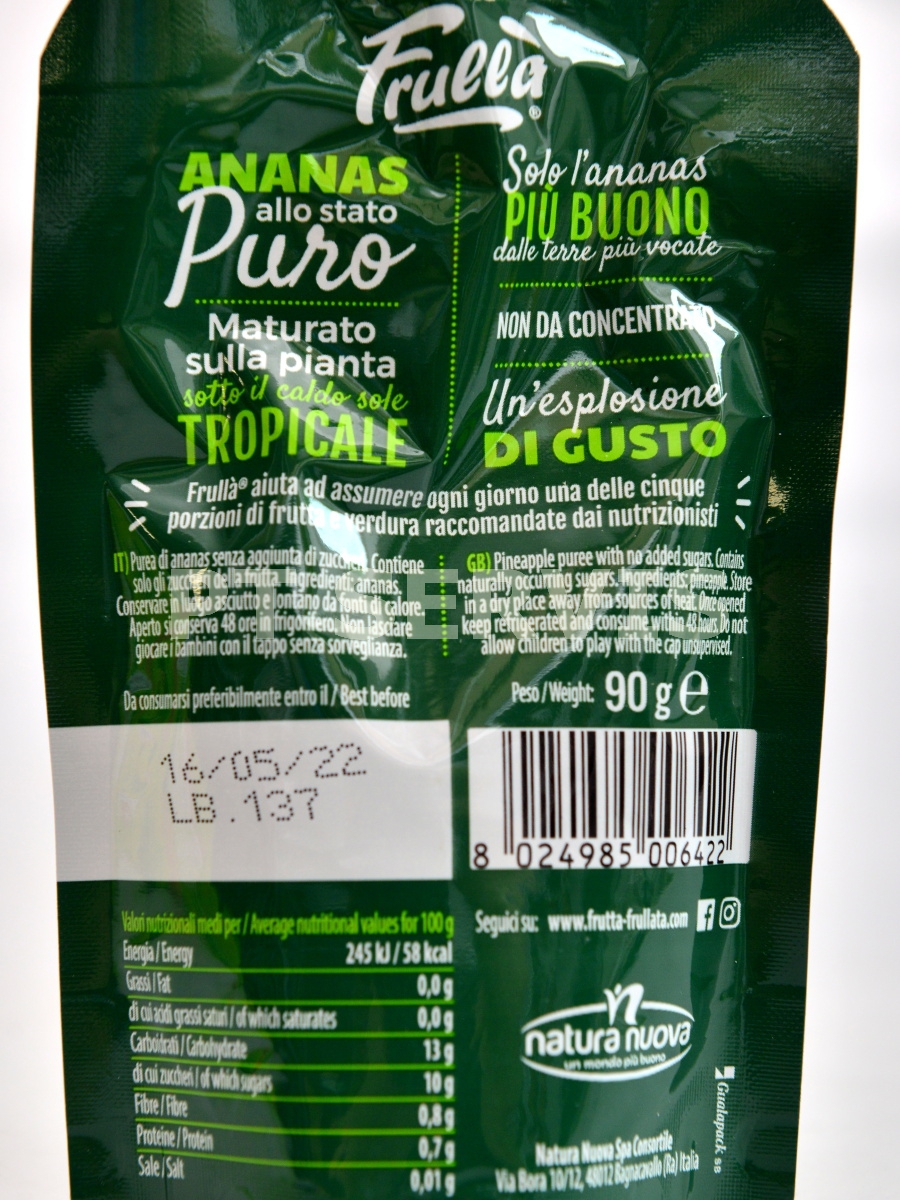 Frullà®
ANANAS
allo stato
Puro
Maturato
sulla pianta
sotto il caldo sole
TROPICALE
Solo l'ananas
PIÙ BUONO
dalle terre più vocate
NON DA CONCENTRATO
Un'esplosione
DI GUSTO
Frullà® aiuta ad assumere ogni giorno una delle cinque
porzioni di frutta e verdura raccomandate dai nutrizionisti
IT) Purea di ananas senza aggiunta di zuccheri. Contiene
solo gli zuccheri della frutta. Ingredienti: ananas.
Conservare in luogo asciutto e lontano da fonti di calore.
Aperto si conserva 48 ore in frigorifero. Non lasciare
giocare i bambini con il tappo senza sorveglianza.
GB) Pineapple puree with no added sugars. Contains
naturally occurring sugars. Ingredients: pineapple. Store
in a dry place away from sources of heat. Once opened
keep refrigerated and consume within 48 hours. Do not
allow children to play with the cap unsupervised.
Da consumarsi preferibilmente entro il / Best before
Peso / Weight: 90 g e
16/05/22
LB.137
8 024985 006422
Valori nutrizionali medi per / Average nutritional values for 100 g
Energia / Energy 245 kJ / 58 kcal
Grassi / Fat 0,0 g
di cui acidi grassi saturi / of which saturates 0,0 g
Carboidrati / Carbohydrate 13 g
di cui zuccheri / of which sugars 10 g
Fibre / Fibre 0,8 g
Proteine / Protein 0,7 g
Sale / Salt 0,01 g
Seguici su: www.frutta-frullata.com
natura nuova
un mondo più buono
Gualapack S8
Natura Nuova Spa Consortile
Via Bora 10/12, 48012 Bagnacavallo (Ra) Italia